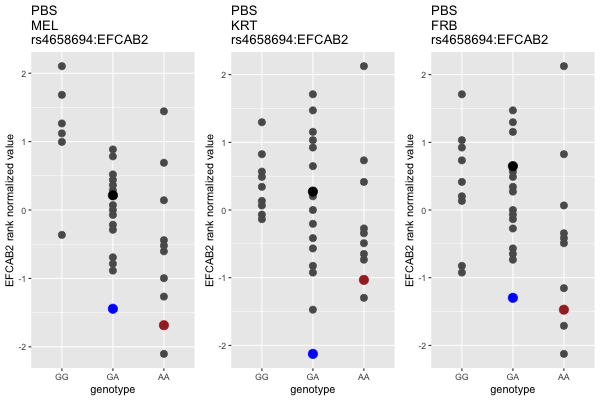 PBS
MEL
rs4658694:EFCAB2
EFCAB2 rank normalized value
2
1
0
-1
-2
GG
GA
AA
genotype
PBS
KRT
rs4658694:EFCAB2
EFCAB2 rank normalized value
2
1
0
-1
-2
GG
GA
AA
genotype
PBS
FRB
rs4658694:EFCAB2
EFCAB2 rank normalized value
2
1
0
-1
-2
GG
GA
AA
genotype